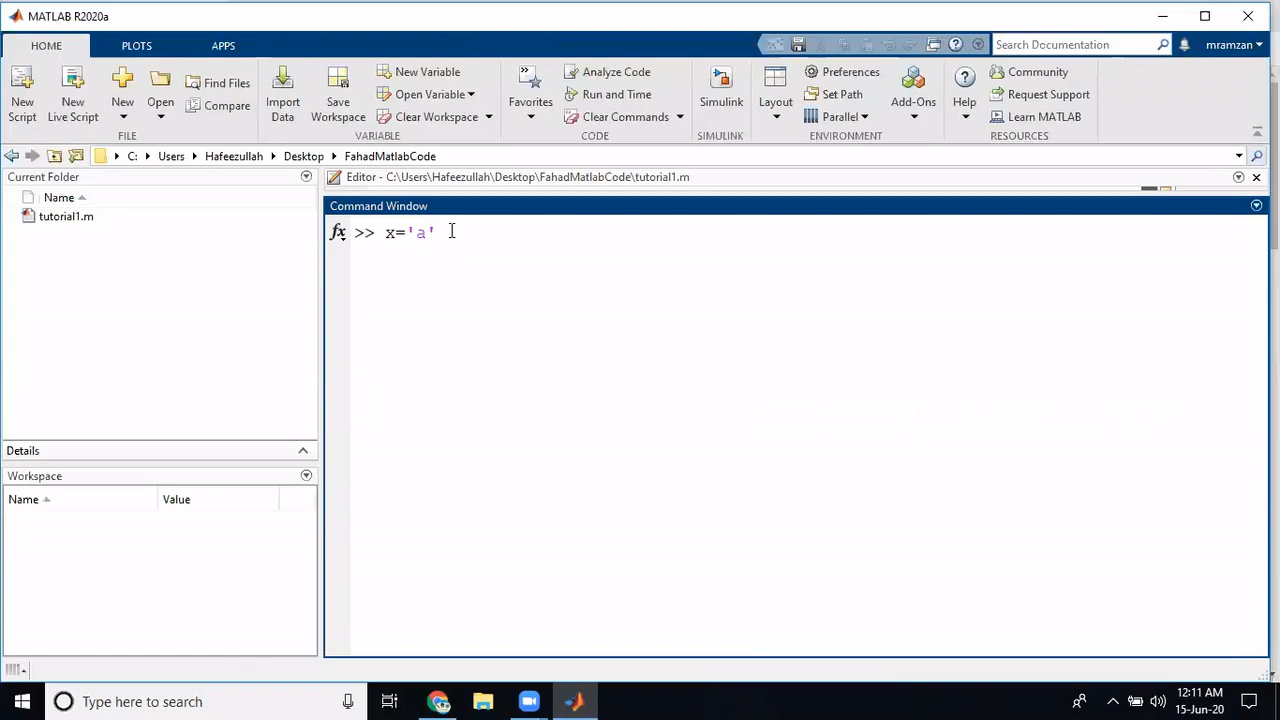 MATLAB R2020a
HOME PLOTS APPS
Search Documentation
mramzan
New Script
New Live Script
New
Open
Find Files
Compare
FILE
Import Data
Save Workspace
New Variable
Open Variable
Clear Workspace
VARIABLE
Favorites
Analyze Code
Run and Time
Clear Commands
CODE
Simulink
SIMULINK
Layout
Preferences
Set Path
Parallel
ENVIRONMENT
Add-Ons
Help
Community
Request Support
Learn MATLAB
RESOURCES
C: Users Hafeezullah Desktop FahadMatlabCode
Current Folder
Name
tutorial1.m
Details
Workspace
Name Value
Editor - C:\Users\Hafeezullah\Desktop\FahadMatlabCode\tutorial1.m
Command Window
fx >> x='a'
Type here to search
12:11 AM
15-Jun-20